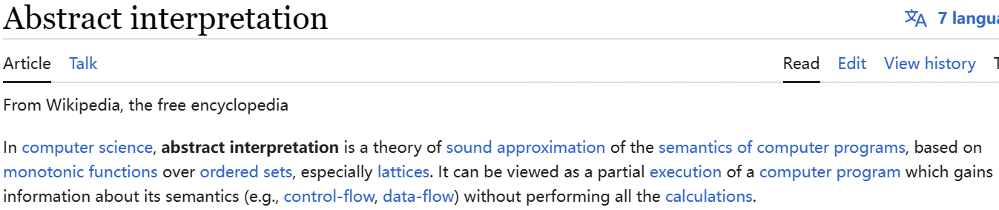 Abstract interpretation
7 langua
Article Talk Read Edit View history T
From Wikipedia, the free encyclopedia
In computer science, abstract interpretation is a theory of sound approximation of the semantics of computer programs, based on
monotonic functions over ordered sets, especially lattices. It can be viewed as a partial execution of a computer program which gains
information about its semantics (e.g., control-flow, data-flow) without performing all the calculations.